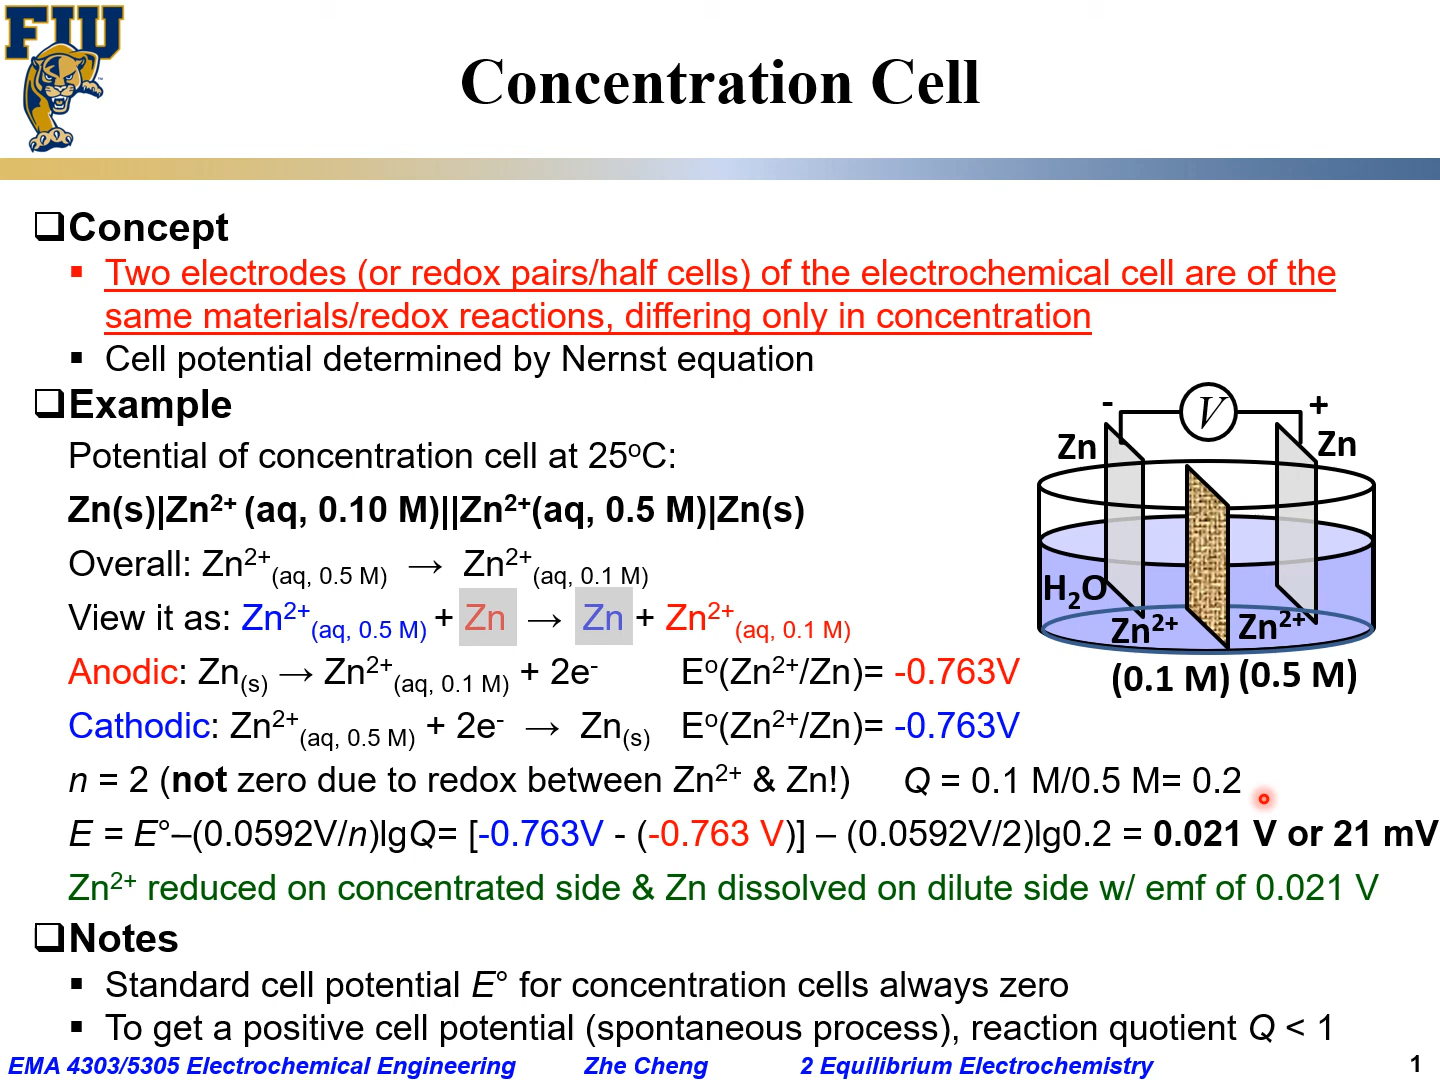 FIU
Concentration Cell
❑Concept
▪ Two electrodes (or redox pairs/half cells) of the electrochemical cell are of the
same materials/redox reactions, differing only in concentration
▪ Cell potential determined by Nernst equation
❑Example
Potential of concentration cell at 25°C:
Zn(s)|Zn²⁺ (aq, 0.10 M)||Zn²⁺(aq, 0.5 M)|Zn(s)
Overall: Zn²⁺(aq, 0.5 M) → Zn²⁺(aq, 0.1 M)
View it as: Zn²⁺(aq, 0.5 M) + Zn → Zn + Zn²⁺(aq, 0.1 M)
Anodic: Zn(s) → Zn²⁺(aq, 0.1 M) + 2e⁻ E°(Zn²⁺/Zn)= -0.763V
Cathodic: Zn²⁺(aq, 0.5 M) + 2e⁻ → Zn(s) E°(Zn²⁺/Zn)= -0.763V
n = 2 (not zero due to redox between Zn²⁺ & Zn!) Q = 0.1 M/0.5 M= 0.2
E = E°–(0.0592V/n)lgQ= [-0.763V - (-0.763 V)] – (0.0592V/2)lg0.2 = 0.021 V or 21 mV
Zn²⁺ reduced on concentrated side & Zn dissolved on dilute side w/ emf of 0.021 V
- V +
Zn Zn
H₂O
Zn²⁺ Zn²⁺
(0.1 M) (0.5 M)
❑Notes
▪ Standard cell potential E° for concentration cells always zero
▪ To get a positive cell potential (spontaneous process), reaction quotient Q < 1
EMA 4303/5305 Electrochemical Engineering Zhe Cheng 2 Equilibrium Electrochemistry 1